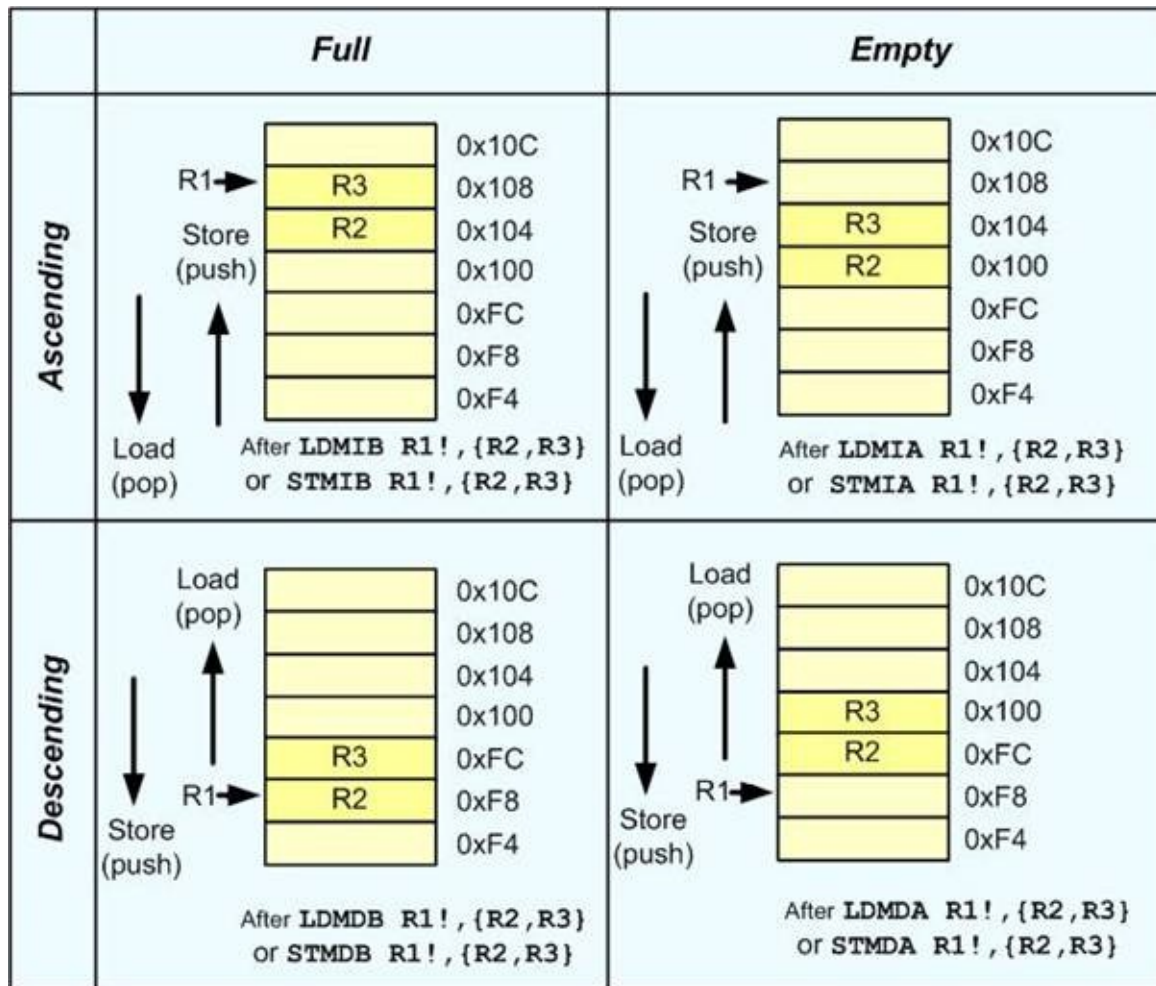 Full
Empty
Ascending
0x10C
R1 R3 0x108
Store R2 0x104
(push) 0x100
0xFC
0xF8
0xF4
Load
(pop)
After LDMIB R1!,{R2,R3}
or STMIB R1!,{R2,R3}
0x10C
R1 0x108
Store R3 0x104
(push) R2 0x100
0xFC
0xF8
0xF4
Load
(pop)
After LDMIA R1!,{R2,R3}
or STMIA R1!,{R2,R3}
Descending
Load
(pop)
0x10C
0x108
0x104
0x100
R3 0xFC
R1 R2 0xF8
Store
(push)
0xF4
After LDMDB R1!,{R2,R3}
or STMDB R1!,{R2,R3}
Load
(pop)
0x10C
0x108
0x104
R3 0x100
R2 0xFC
R1 0xF8
Store
(push)
0xF4
After LDMDA R1!,{R2,R3}
or STMDA R1!,{R2,R3}